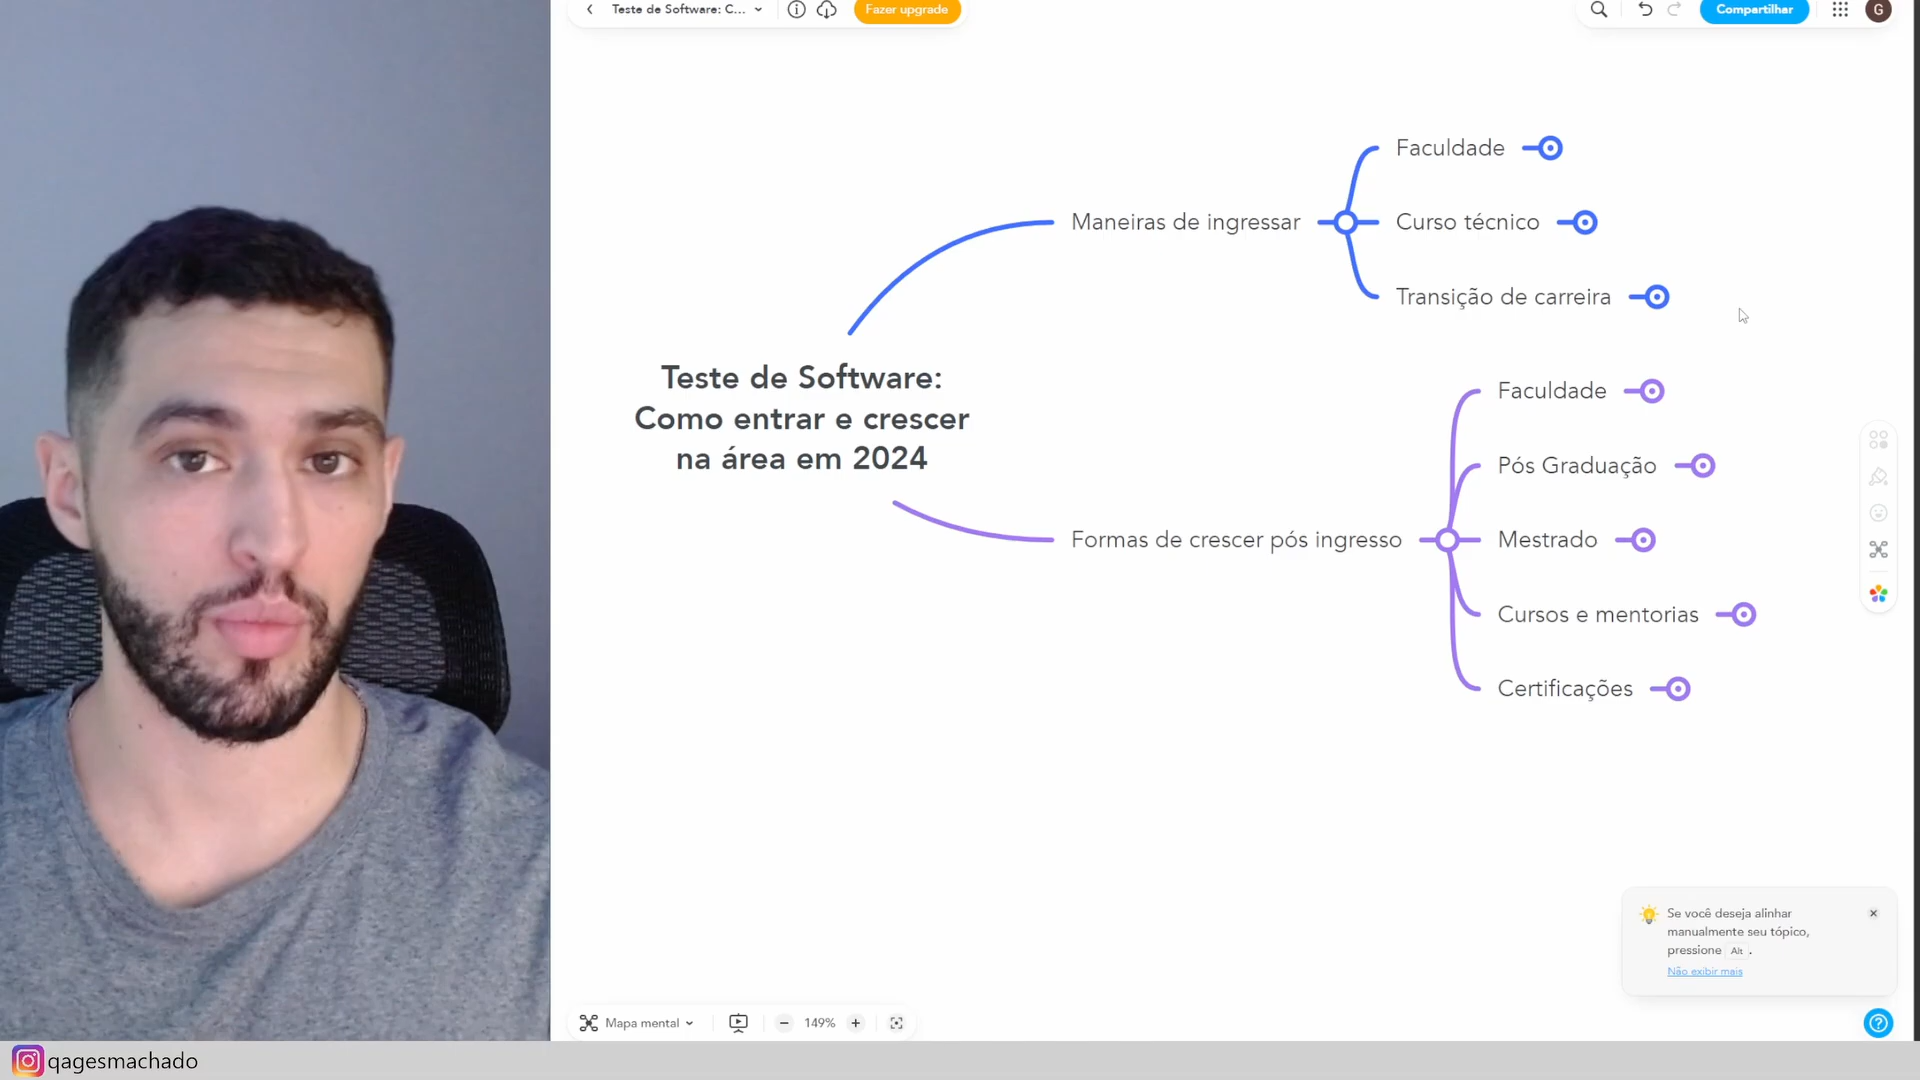 Teste de Software: C...
Fazer upgrade
Compartilhar
G
Faculdade
Maneiras de ingressar
Curso técnico
Transição de carreira
Teste de Software:
Como entrar e crescer
na área em 2024
Faculdade
Pós Graduação
Formas de crescer pós ingresso
Mestrado
Cursos e mentorias
Certificações
Se você deseja alinhar
manualmente seu tópico,
pressione Alt .
Não exibir mais
Mapa mental
149%
qagesmachado